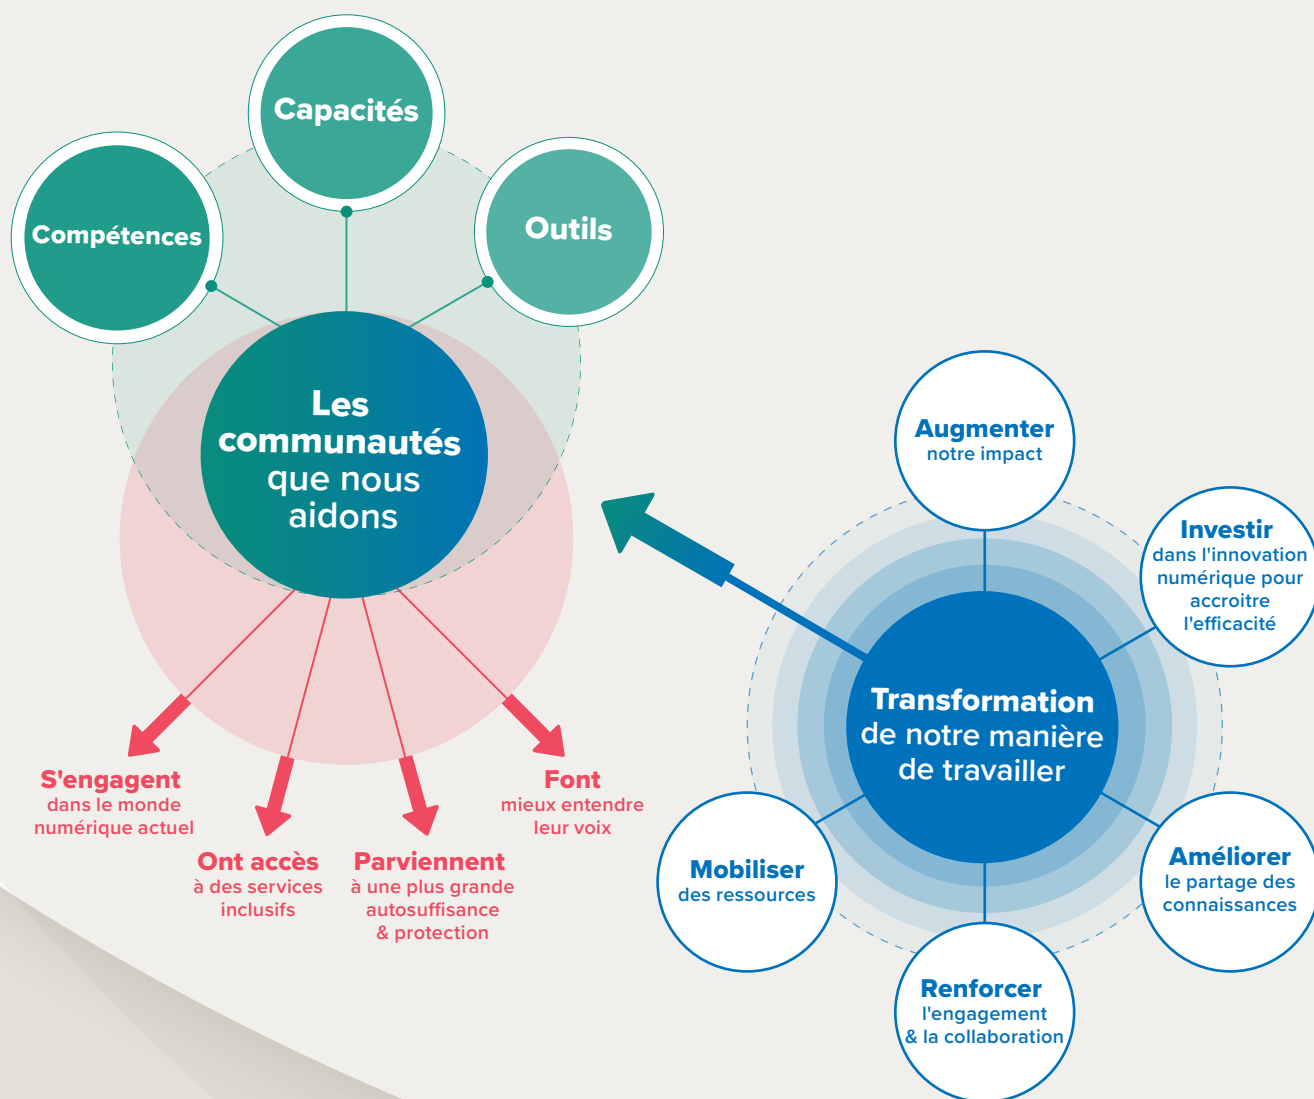 Capacités
Compétences
Outils
Les
communautés
que nous
aidons
S'engagent
dans le monde
numérique actuel
Ont accès
à des services
inclusifs
Parviennent
à une plus grande
autosuffisance
& protection
Font
mieux entendre
leur voix
Augmenter
notre impact
Investir
dans l'innovation
numérique pour
accroitre
l'efficacité
Transformation
de notre manière
de travailler
Mobiliser
des ressources
Améliorer
le partage des
connaissances
Renforcer
l'engagement
& la collaboration